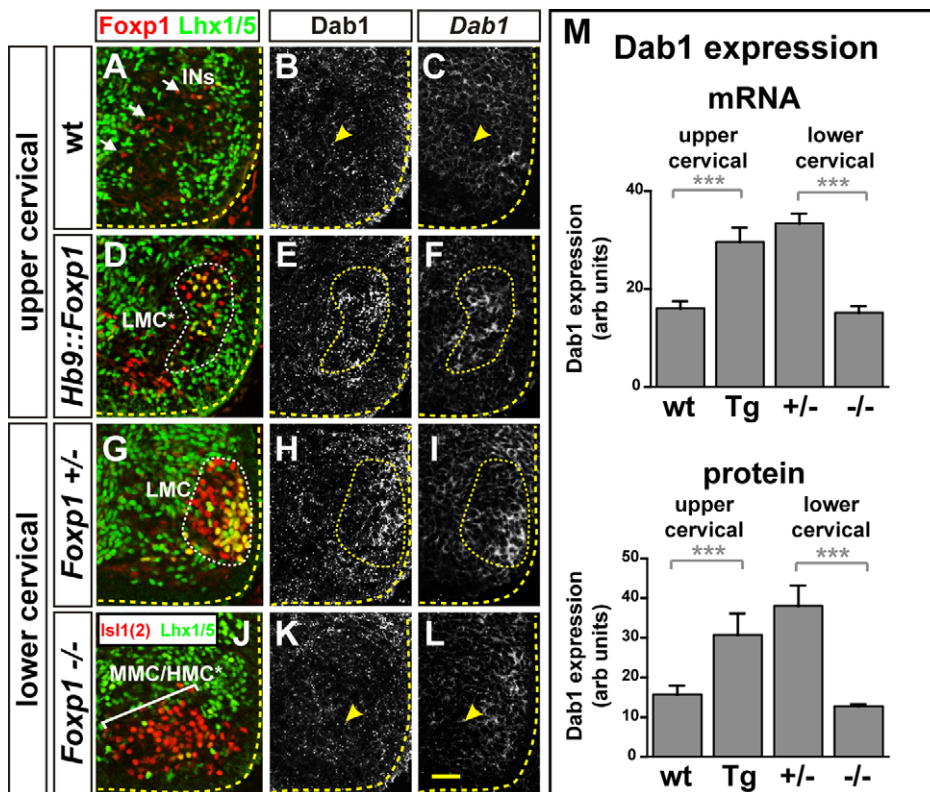 Foxp1 Lhx1/5
Dab1
Dab1
upper cervical
wt
A
INs
B
C
Hb9::Foxp1
D
LMC*
E
F
lower cervical
Foxp1 +/-
G
LMC
H
I
Foxp1 -/-
Isl1(2) Lhx1/5
J
MMC/HMC*
K
L
M
Dab1 expression
mRNA
upper cervical
lower cervical
***
***
Dab1 expression (arb units)
40
20
0
wt Tg +/- -/-
protein
upper cervical
lower cervical
***
***
Dab1 expression (arb units)
50
40
30
20
10
0
wt Tg +/- -/-